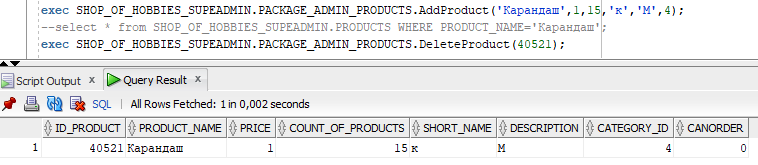 exec SHOP_OF_HOBBIES_SUPEADMIN.PACKAGE_ADMIN_PRODUCTS.AddProduct('Карандаш',1,15,'к','М',4);
--select * from SHOP_OF_HOBBIES_SUPEADMIN.PRODUCTS WHERE PRODUCT_NAME='Карандаш';
exec SHOP_OF_HOBBIES_SUPEADMIN.PACKAGE_ADMIN_PRODUCTS.DeleteProduct(40521);
Script Output × Query Result ×
SQL | All Rows Fetched: 1 in 0,002 seconds
ID_PRODUCT PRODUCT_NAME PRICE COUNT_OF_PRODUCTS SHORT_NAME DESCRIPTION CATEGORY_ID CANORDER
1 40521 Карандаш 1 15 к М 4 0